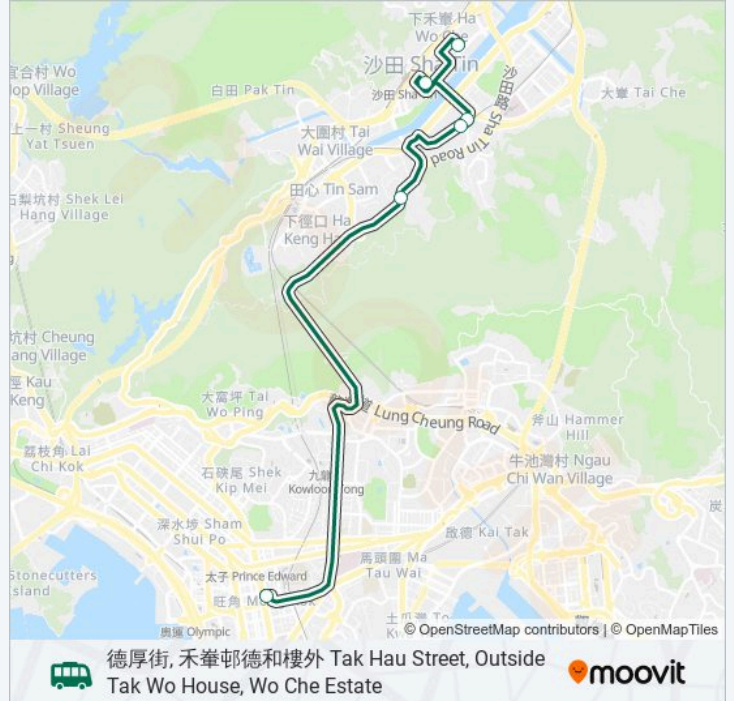 下禾輋 Ha
Wo Che
沙田 Sha Tin
沙田
宜合村 Wo
Hop Village
白田 Pak Tin
沙田路 Sha Tin Road
大輋 Tai Che
上一村 Sheung
Yat Tsuen
大圍村 Tai
Wai Village
田心 Tin Sam
石梨坑村 Shek Lei
Hang Village
下徑口 Ha
Keng
坑村 Cheung
ang Village
Kau
Keng
大窩坪 Tai
Wo Ping
道 Lung Cheung Road
斧山 Hammer
Hill
荔枝角 Lai
Chi Kok
石硤尾 Shek
Kip Mei
九龍
Kowloon Tong
牛池灣村 Ngau
Chi Wan Village
深水埗 Sham
Shui Po
啟德 Kai Tak
馬頭圍 Ma
Tau Wai
Stonecutters
Island
太子 Prince Edward
旺角
奧運 Olympic
© OpenStreetMap contributors | © OpenMapTiles
德厚街, 禾輋邨德和樓外 Tak Hau Street, Outside
Tak Wo House, Wo Che Estate
moovit